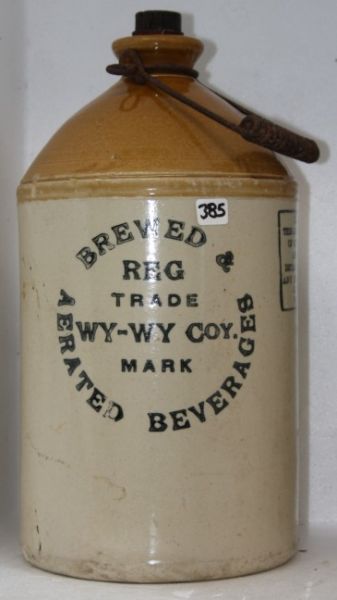 385
BREWED &
REG
TRADE
WY-WY COY.
MARK
AERATED BEVERAGES